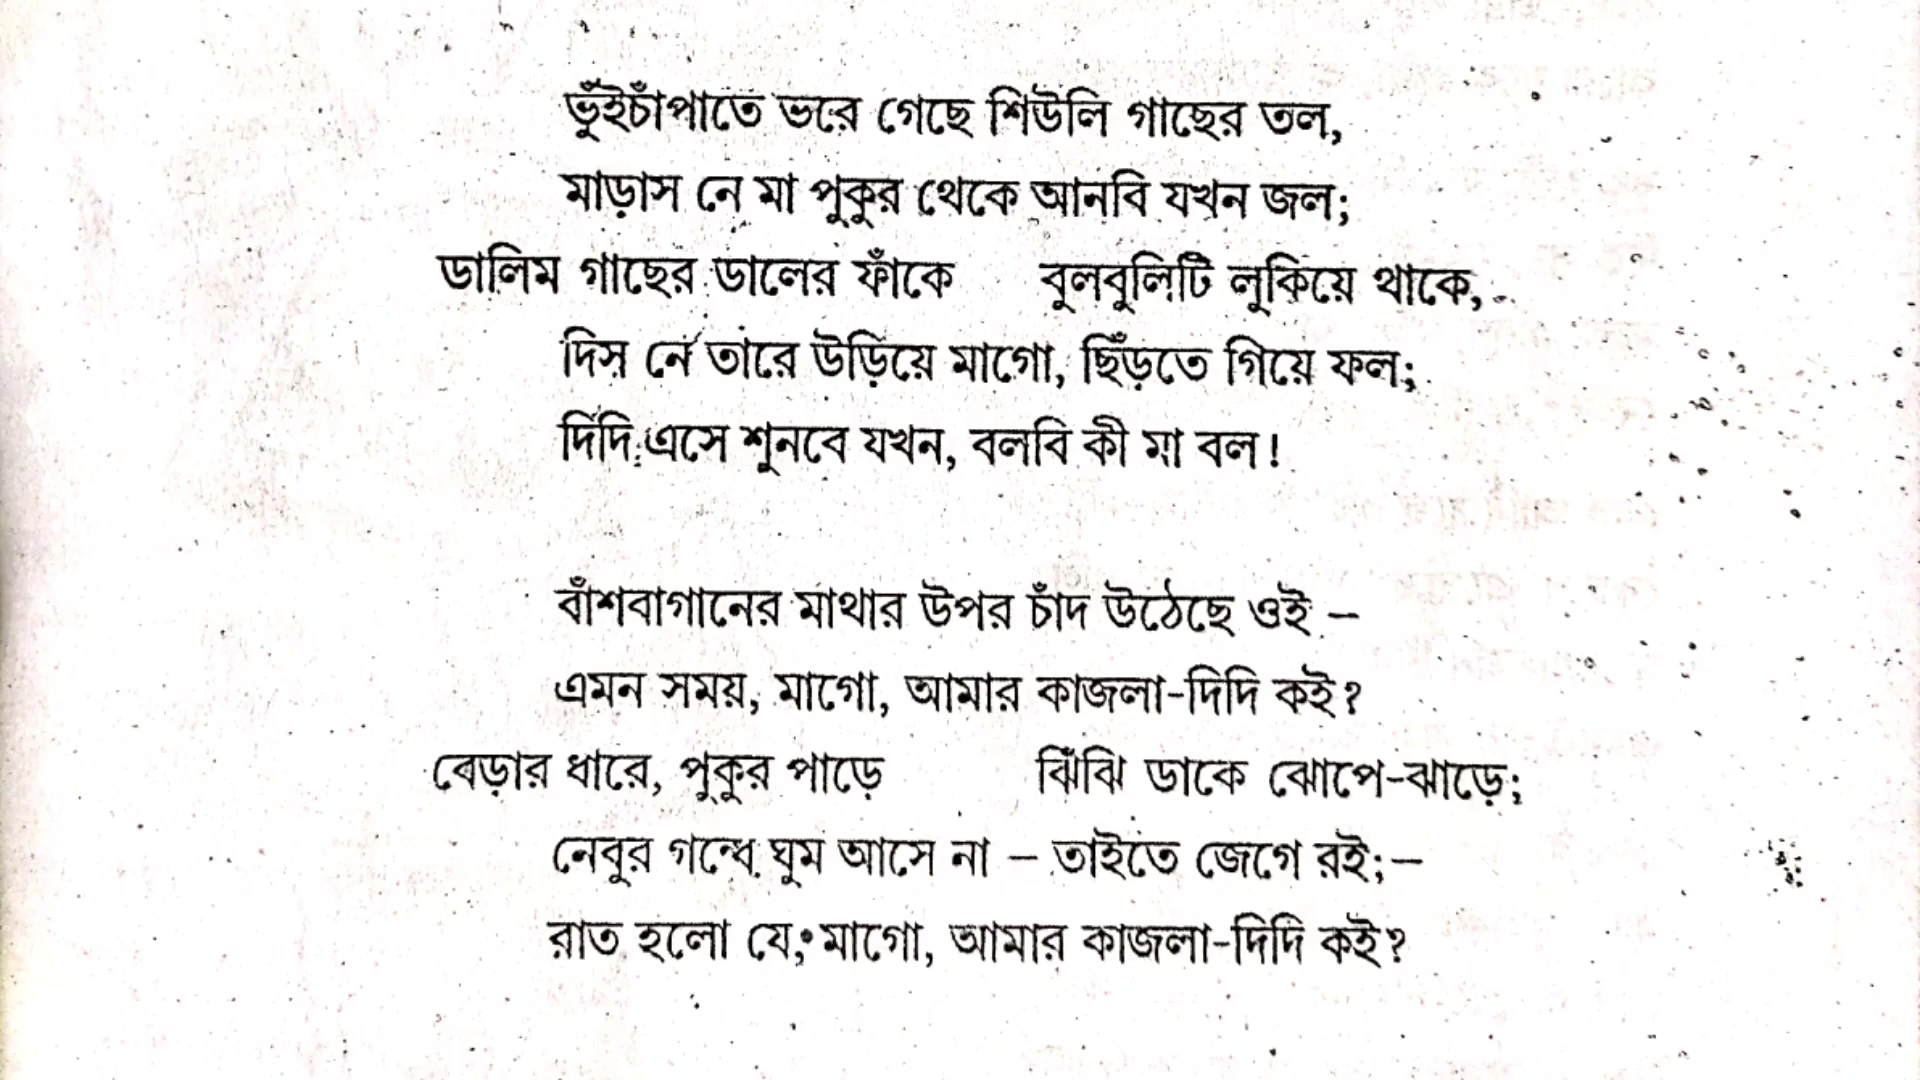 ভুঁইচাঁপাতে ভরে গেছে শিউলি গাছের তল,
মাড়াস নে মা পুকুর থেকে আনবি যখন জল;
ডালিম গাছের ডালের ফাঁকে বুলবুলিটি লুকিয়ে থাকে,
দিস নে তারে উড়িয়ে মাগো, ছিঁড়তে গিয়ে ফল;
দিদি এসে শুনবে যখন, বলবি কী মা বল!
বাঁশবাগানের মাথার উপর চাঁদ উঠেছে ওই –
এমন সময়, মাগো, আমার কাজলা-দিদি কই?
বেড়ার ধারে, পুকুর পাড়ে ঝিঁঝি ডাকে ঝোপে-ঝাড়ে;
নেবুর গন্ধে ঘুম আসে না – তাইতে জেগে রই;–
রাত হলো যে, মাগো, আমার কাজলা-দিদি কই?